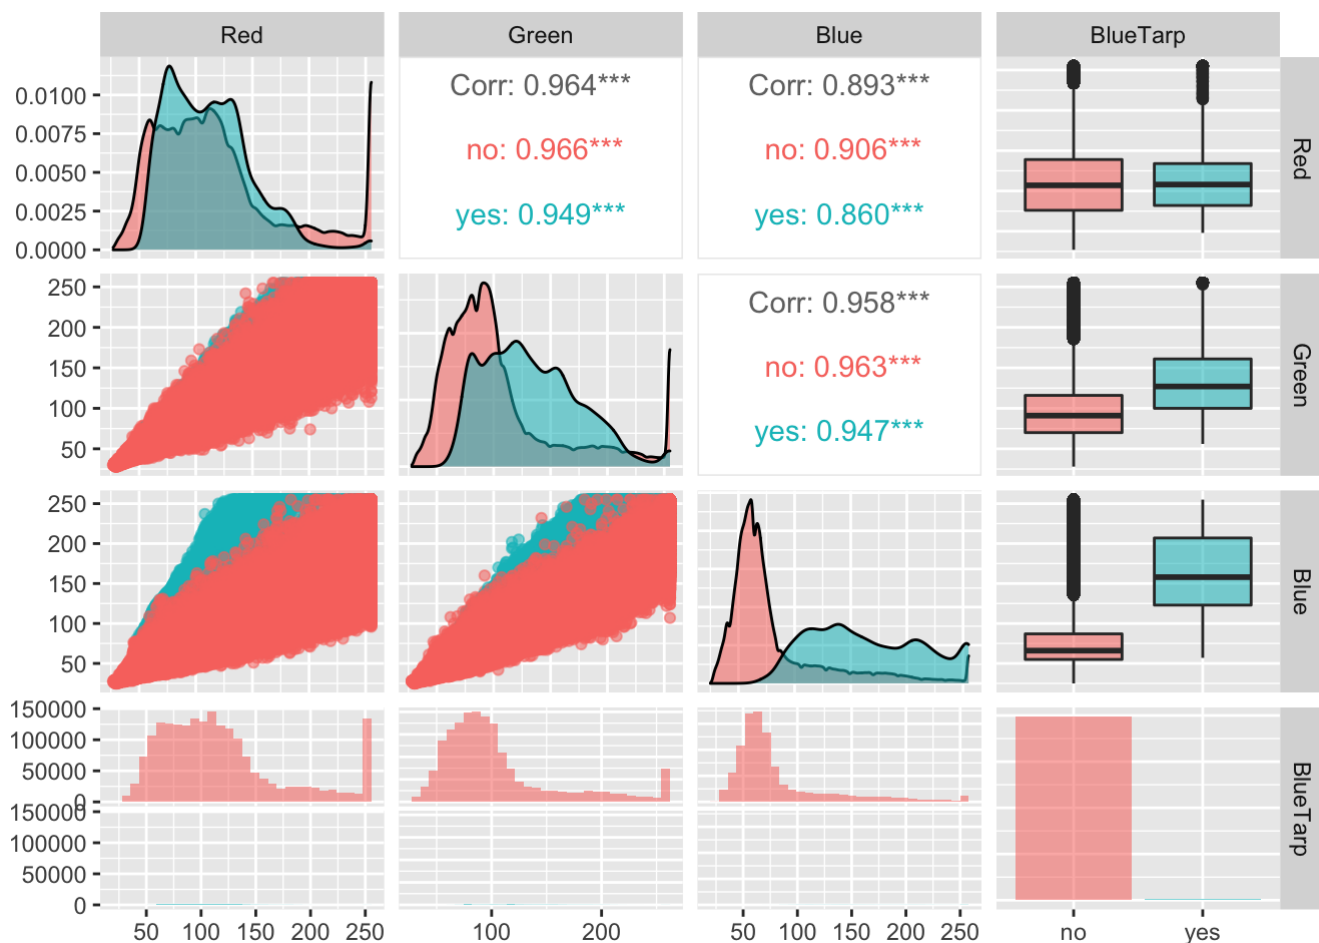 Red Green Blue BlueTarp
0.0100
0.0075
0.0050
0.0025
0.0000
Corr: 0.964***
no: 0.966***
yes: 0.949***
Corr: 0.893***
no: 0.906***
yes: 0.860***
Red
250
200
150
100
50
Corr: 0.958***
no: 0.963***
yes: 0.947***
Green
250
200
150
100
50
Blue
150000
100000
50000
0
150000
100000
50000
0
BlueTarp
50 100 150 200 250 100 200 50 100 150 200 250 no yes